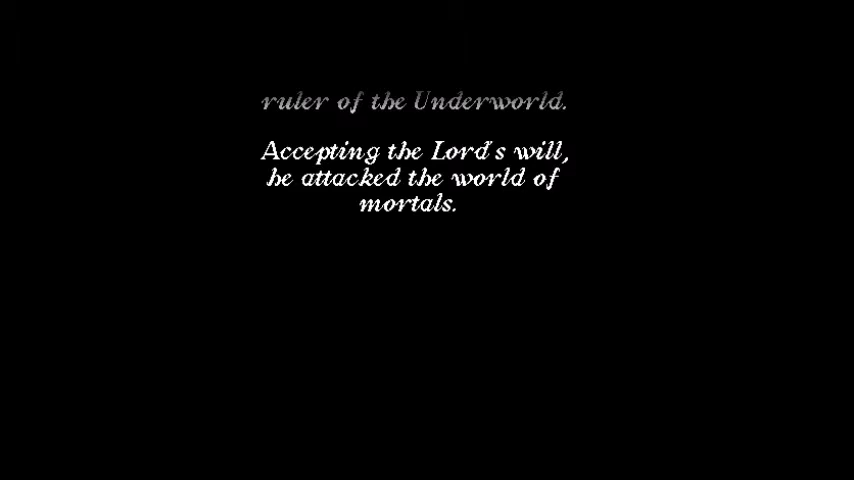 ruler of the Underworld.
Accepting the Lord's will,
he attacked the world of
mortals.